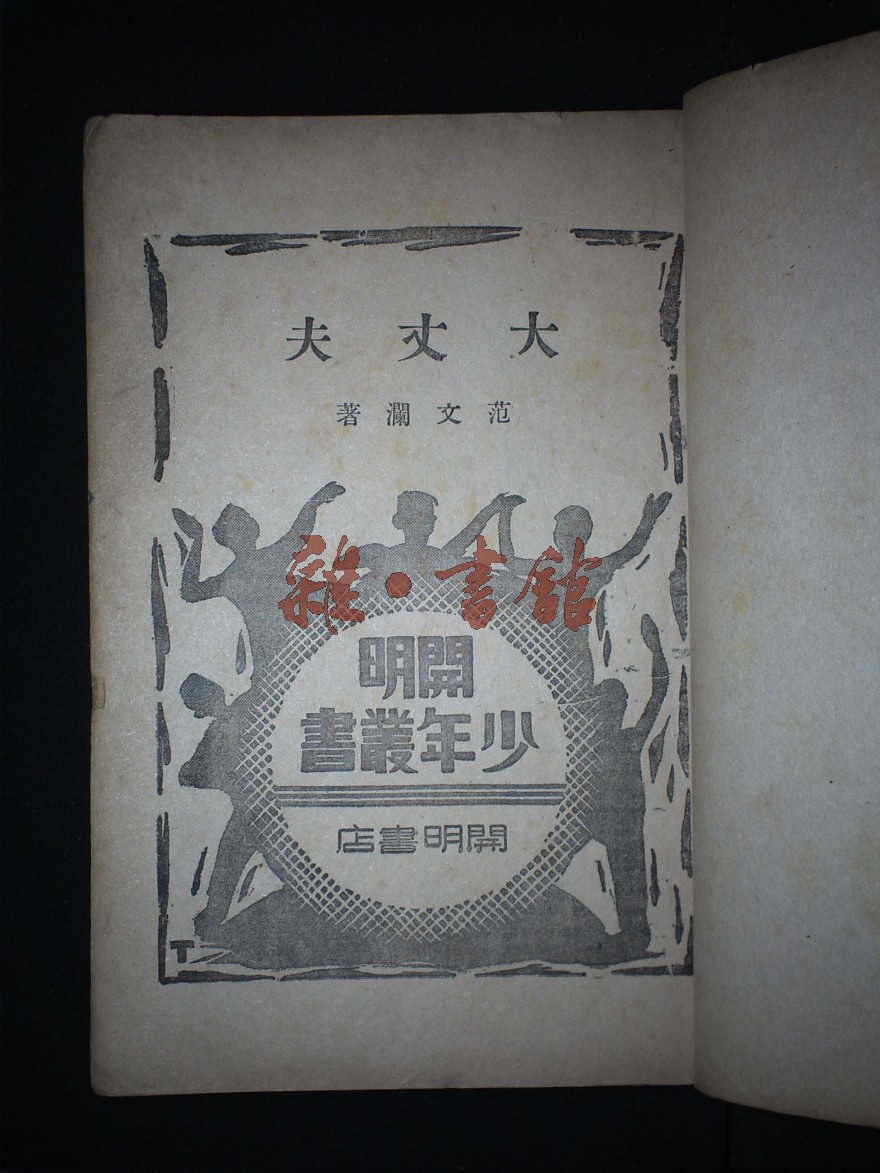 大丈夫
范文瀾著
雜·書館
開明
少年叢書
開明書店
T